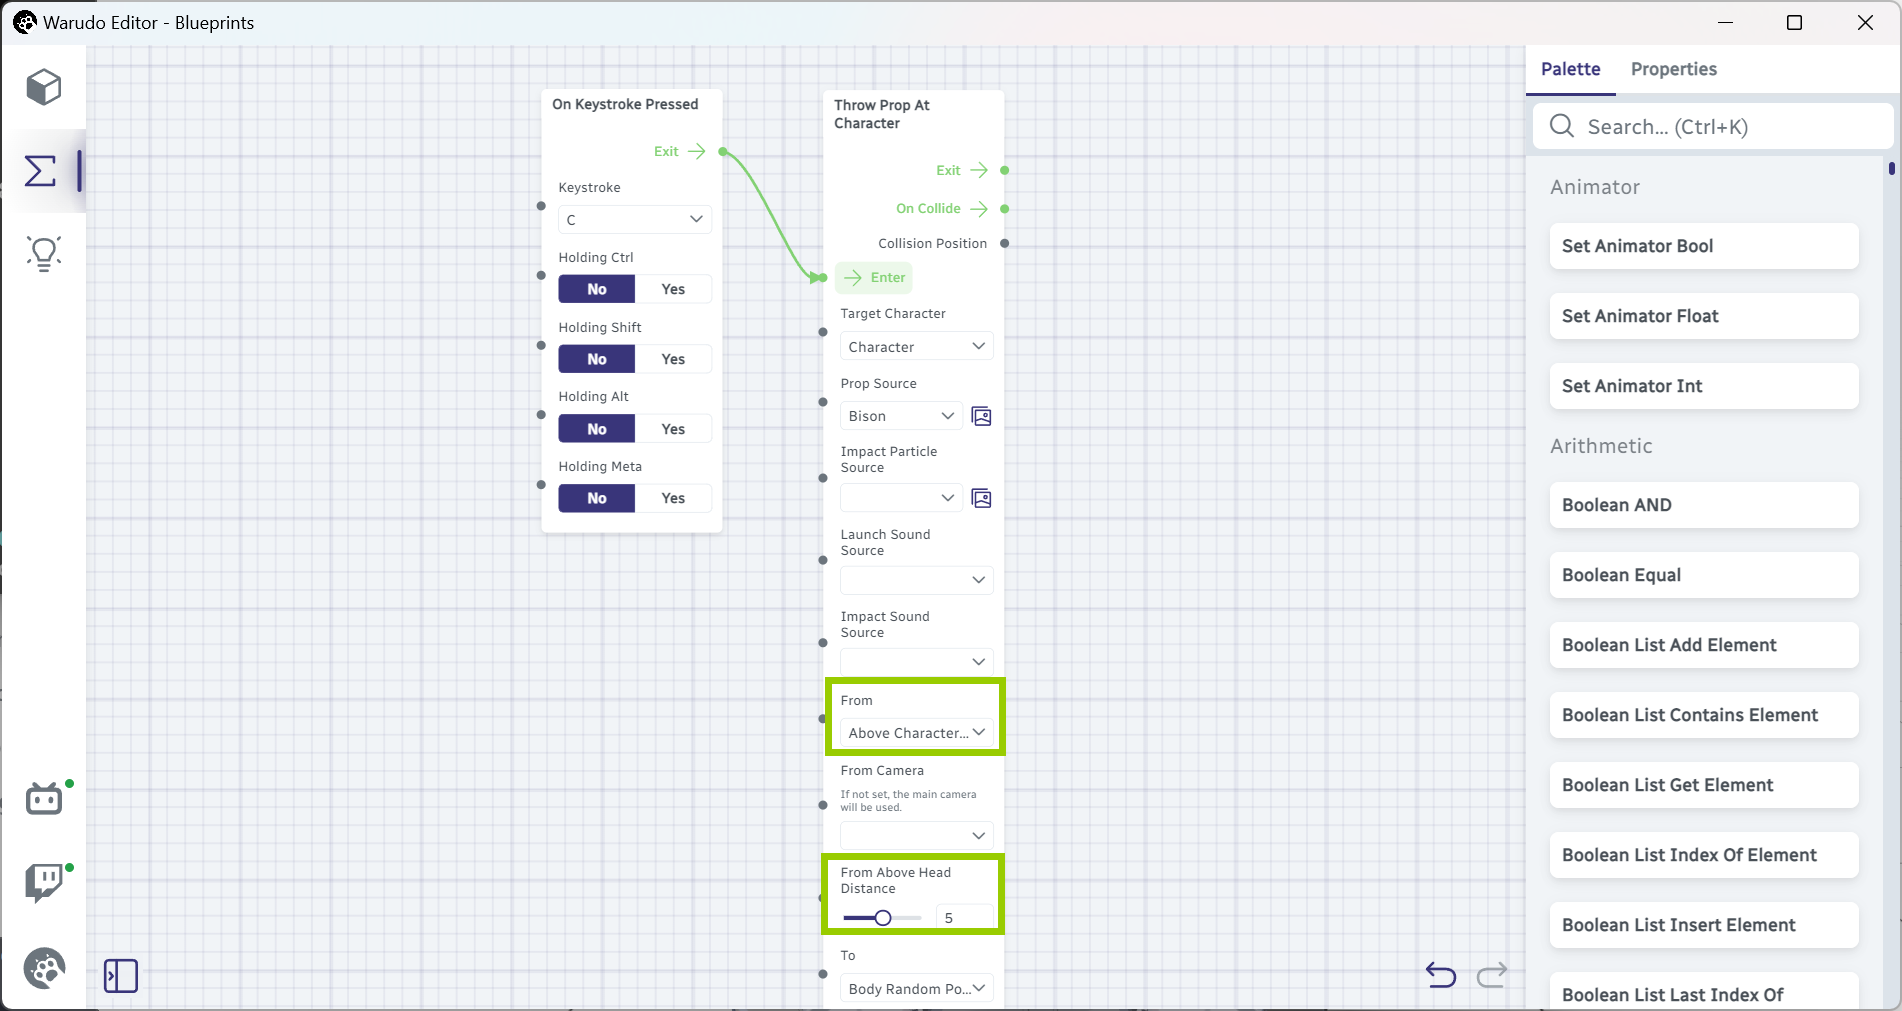 Warudo Editor - Blueprints
On Keystroke Pressed
Exit
Keystroke
C
Holding Ctrl
No Yes
Holding Shift
No Yes
Holding Alt
No Yes
Holding Meta
No Yes
Throw Prop At
Character
Exit
On Collide
Collision Position
Enter
Target Character
Character
Prop Source
Bison
Impact Particle
Source
Launch Sound
Source
Impact Sound
Source
From
Above Character...
From Camera
If not set, the main camera
will be used.
From Above Head
Distance
5
To
Body Random Po...
Palette Properties
Search... (Ctrl+K)
Animator
Set Animator Bool
Set Animator Float
Set Animator Int
Arithmetic
Boolean AND
Boolean Equal
Boolean List Add Element
Boolean List Contains Element
Boolean List Get Element
Boolean List Index Of Element
Boolean List Insert Element
Boolean List Last Index Of